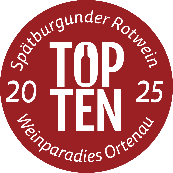 Spätburgunder Rotwein
TOP
20 25
TEN
Weinparadies Ortenau